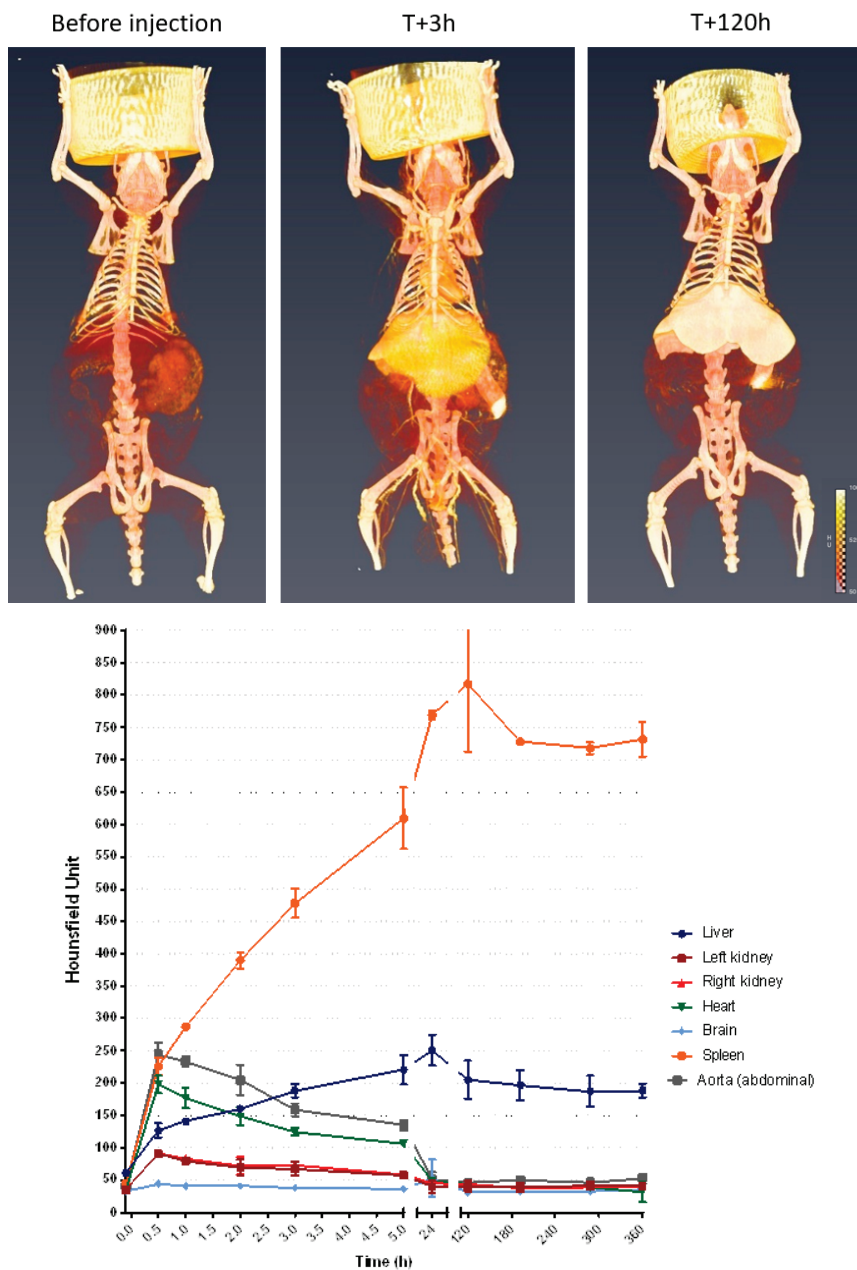 Before injection
T+3h
T+120h
H
U
900
850
800
750
700
650
600
550
500
450
400
350
300
250
200
150
100
50
0
Hounsfield Unit
0.0 0.5 1.0 1.5 2.0 2.5 3.0 3.5 4.0 4.5 5.0 24 120 180 240 300 360
Time (h)
Liver
Left kidney
Right kidney
Heart
Brain
Spleen
Aorta (abdominal)